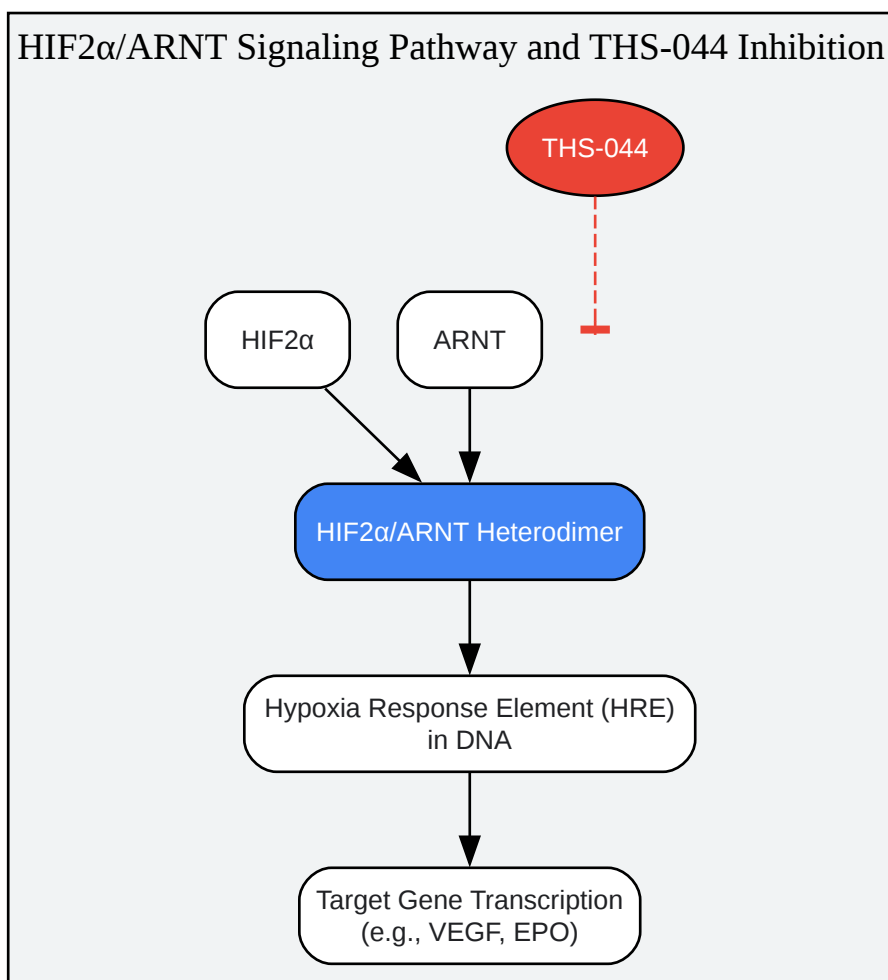 HIF2α/ARNT Signaling Pathway and THS-044 Inhibition
THS-044
HIF2α
ARNT
HIF2α/ARNT Heterodimer
Hypoxia Response Element (HRE)
in DNA
Target Gene Transcription
(e.g., VEGF, EPO)